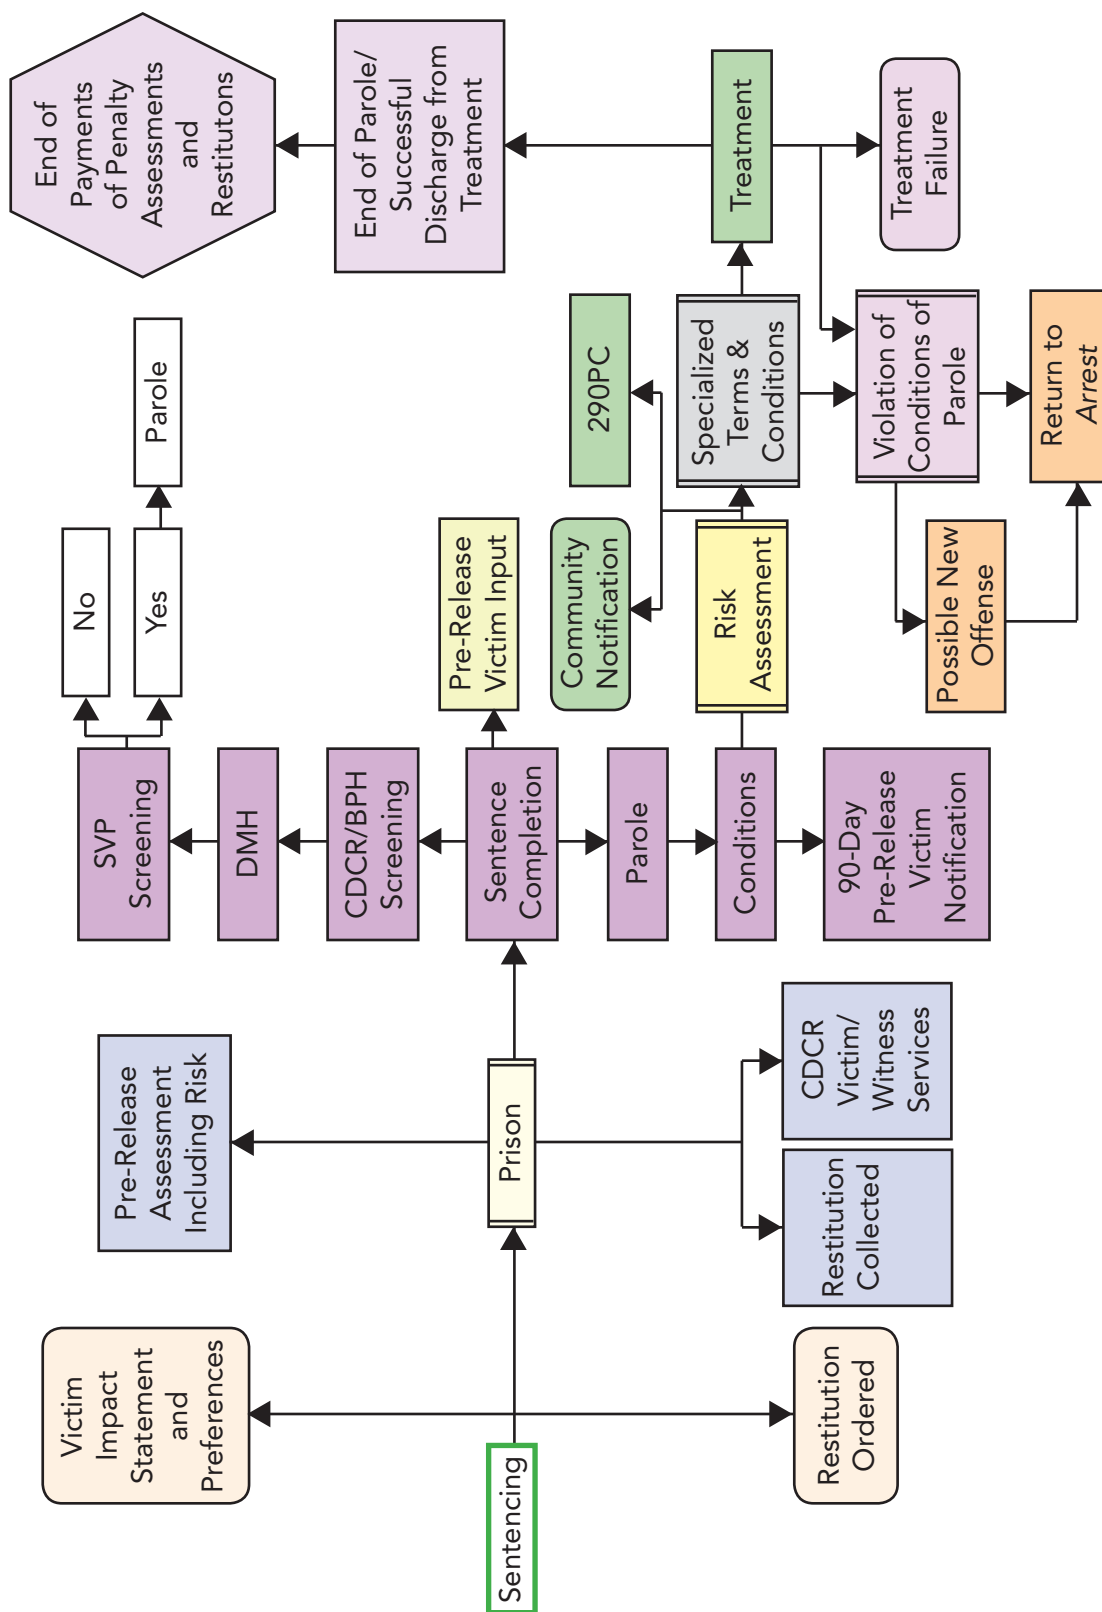 Sentencing
Victim
Impact
Statement
and
Preferences
Restitution
Ordered
Pre-Release
Assessment
Including Risk
Prison
Restitution
Collected
CDCR
Victim/
Witness
Services
SVP
Screening
DMH
CDCR/BPH
Screening
Sentence
Completion
Parole
Conditions
90-Day
Pre-Release
Victim
Notification
No
Yes
Parole
Pre-Release
Victim Input
Community
Notification
290PC
Risk
Assessment
Specialized
Terms &
Conditions
Possible New
Offense
Violation of
Conditions of
Parole
Return to
Arrest
Treatment
Treatment
Failure
End of Parole/
Successful
Discharge from
Treatment
End of
Payments
of Penalty
Assessments
and
Restitutons